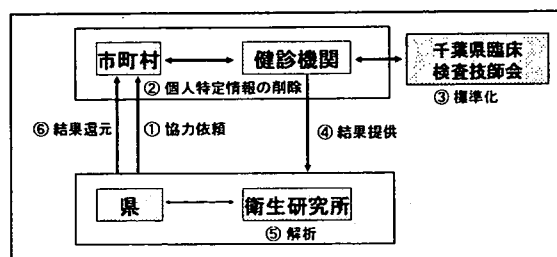 市町村
健診機関
千葉県臨床
検査技師会
② 個人特定情報の削除
③ 標準化
⑥ 結果還元
① 協力依頼
④ 結果提供
県
衛生研究所
⑤ 解析